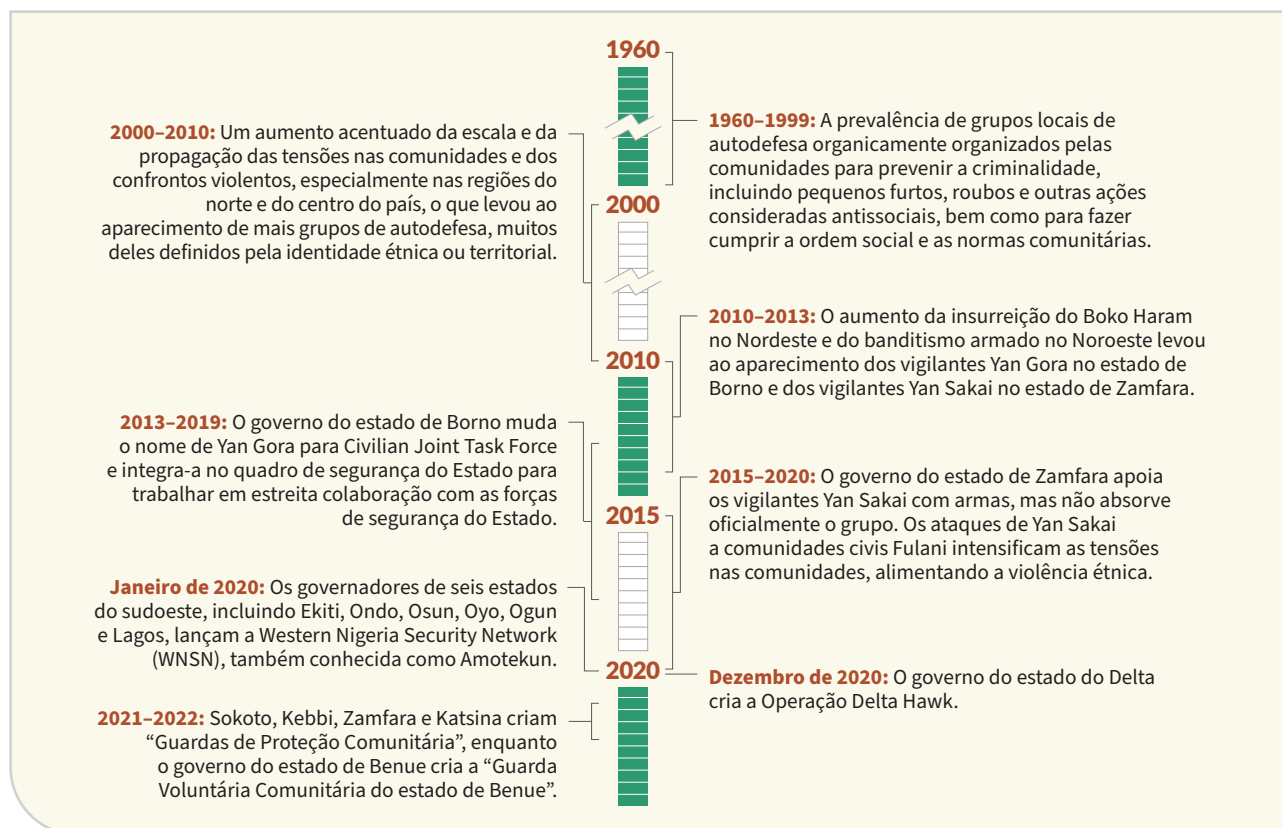 1960
1960–1999: A prevalência de grupos locais de
autodefesa organicamente organizados pelas
comunidades para prevenir a criminalidade,
incluindo pequenos furtos, roubos e outras ações
consideradas antissociais, bem como para fazer
cumprir a ordem social e as normas comunitárias.
2000–2010: Um aumento acentuado da escala e da
propagação das tensões nas comunidades e dos
confrontos violentos, especialmente nas regiões do
norte e do centro do país, o que levou ao
aparecimento de mais grupos de autodefesa, muitos
deles definidos pela identidade étnica ou territorial.
2000
2010–2013: O aumento da insurreição do Boko Haram
no Nordeste e do banditismo armado no Noroeste levou
ao aparecimento dos vigilantes Yan Gora no estado de
Borno e dos vigilantes Yan Sakai no estado de Zamfara.
2010
2013–2019: O governo do estado de Borno muda
o nome de Yan Gora para Civilian Joint Task Force
e integra-a no quadro de segurança do Estado para
trabalhar em estreita colaboração com as forças
de segurança do Estado.
2015
2015–2020: O governo do estado de Zamfara apoia
os vigilantes Yan Sakai com armas, mas não absorve
oficialmente o grupo. Os ataques de Yan Sakai
a comunidades civis Fulani intensificam as tensões
nas comunidades, alimentando a violência étnica.
Janeiro de 2020: Os governadores de seis estados
do sudoeste, incluindo Ekiti, Ondo, Osun, Oyo, Ogun
e Lagos, lançam a Western Nigeria Security Network
(WNSN), também conhecida como Amotekun.
2020
Dezembro de 2020: O governo do estado do Delta
cria a Operação Delta Hawk.
2021–2022: Sokoto, Kebbi, Zamfara e Katsina criam
“Guardas de Proteção Comunitária”, enquanto
o governo do estado de Benue cria a “Guarda
Voluntária Comunitária do estado de Benue”.